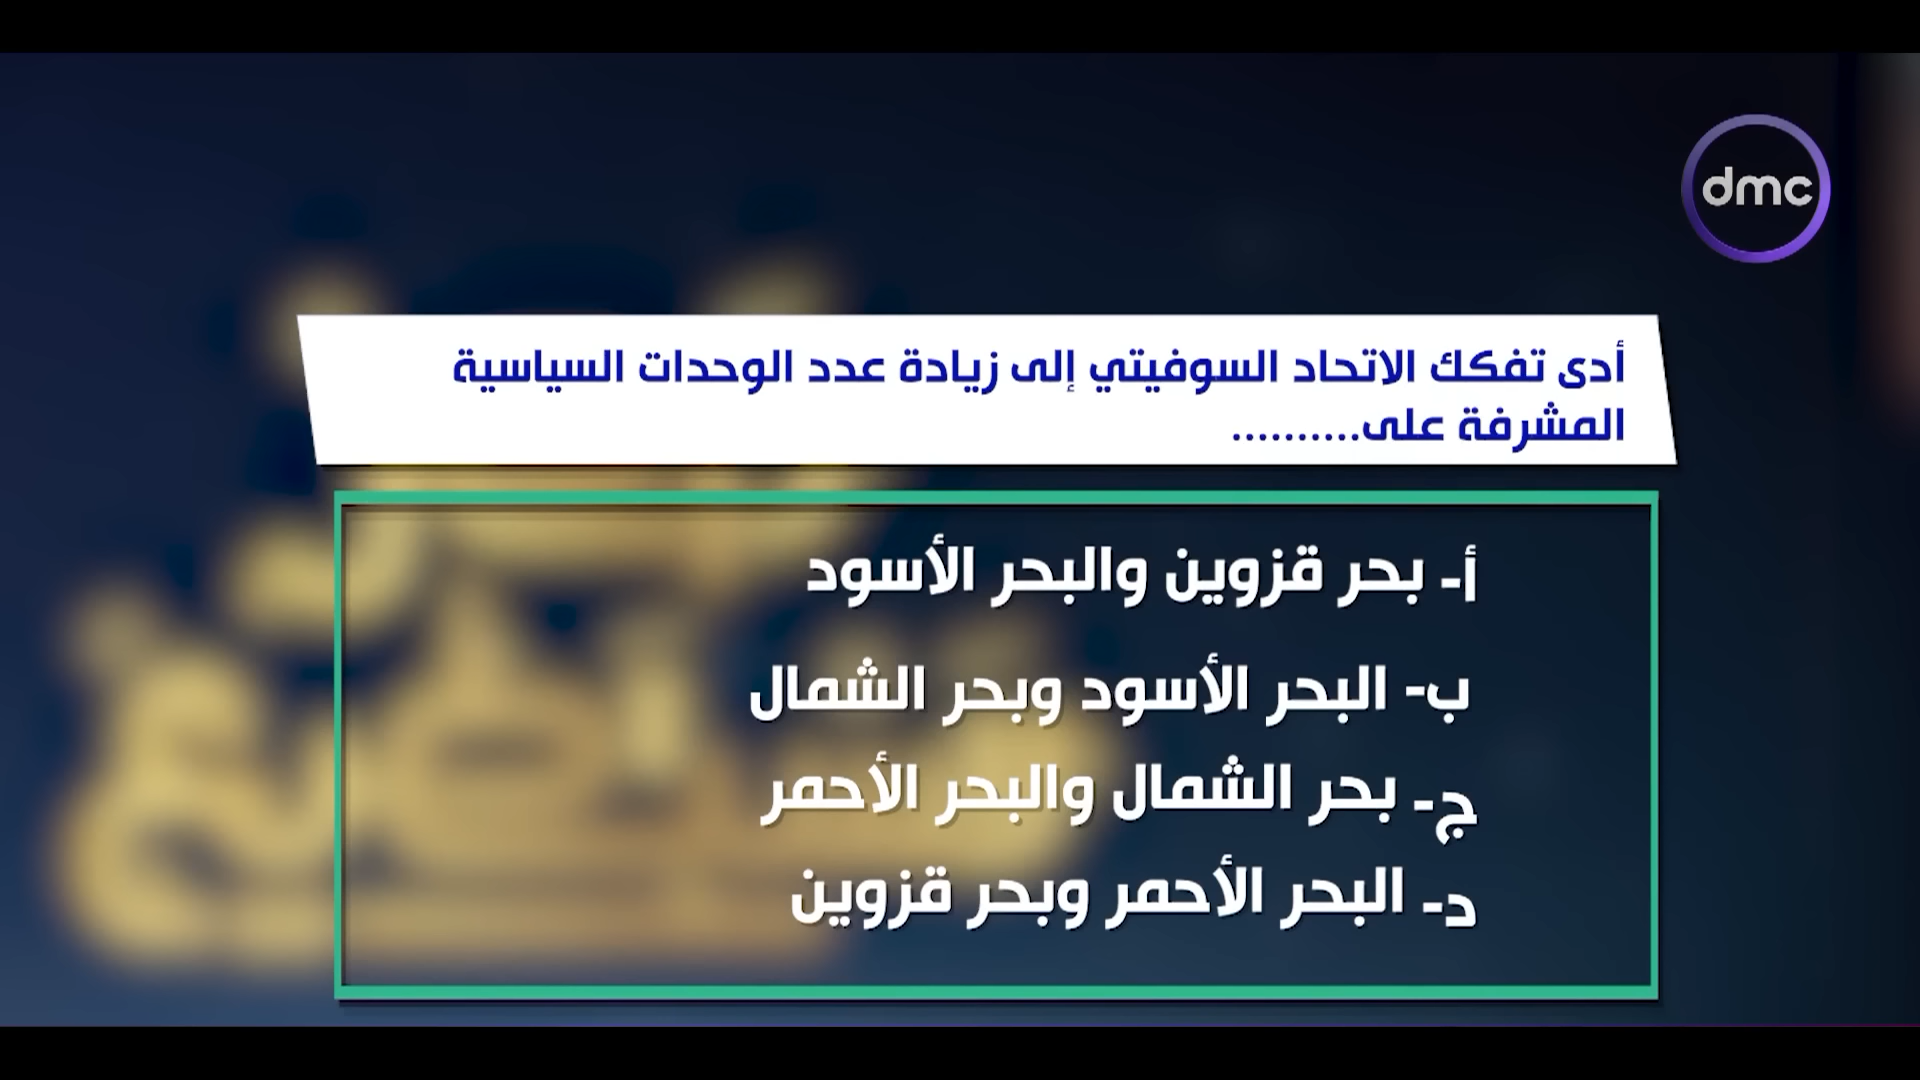 dmc
أدى تفكك الاتحاد السوفيتي إلى زيادة عدد الوحدات السياسية
المشرفة على..........
أ- بحر قزوين والبحر الأسود
ب- البحر الأسود وبحر الشمال
ج- بحر الشمال والبحر الأحمر
د- البحر الأحمر وبحر قزوين